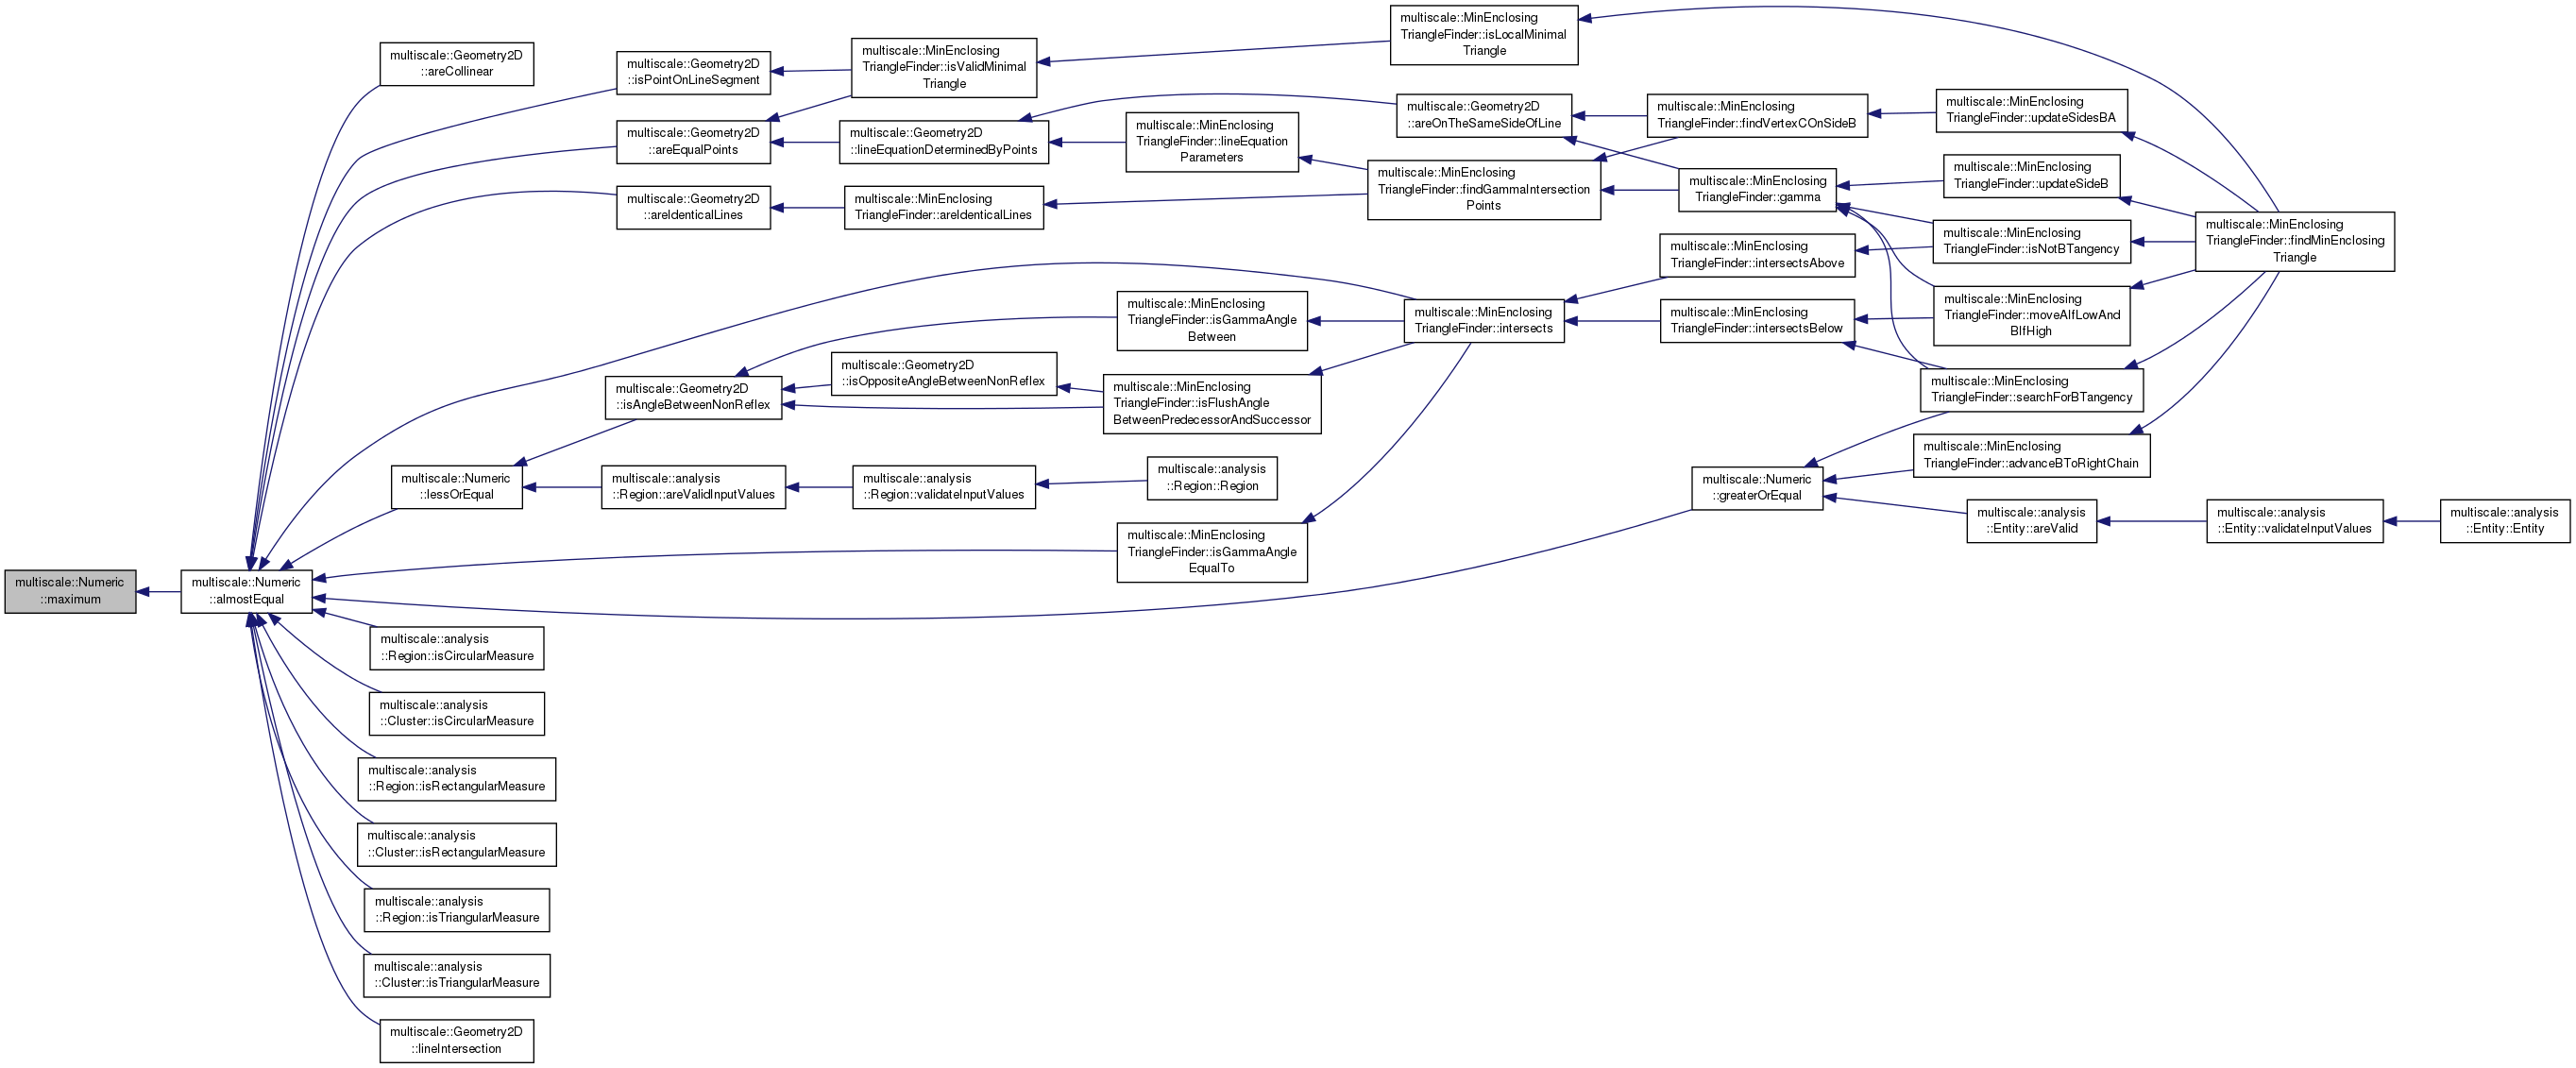 multiscale::Numeric
::maximum
multiscale::Numeric
::almostEqual
multiscale::Geometry2D
::areCollinear
multiscale::Geometry2D
::isPointOnLineSegment
multiscale::MinEnclosing
TriangleFinder::isValidMinimal
Triangle
multiscale::MinEnclosing
TriangleFinder::isLocalMinimal
Triangle
multiscale::Geometry2D
::areEqualPoints
multiscale::Geometry2D
::lineEquationDeterminedByPoints
multiscale::MinEnclosing
TriangleFinder::lineEquation
Parameters
multiscale::Geometry2D
::areOnTheSameSideOfLine
multiscale::MinEnclosing
TriangleFinder::findVertexCOnSideB
multiscale::MinEnclosing
TriangleFinder::updateSidesBA
multiscale::Geometry2D
::areIdenticalLines
multiscale::MinEnclosing
TriangleFinder::areIdenticalLines
multiscale::MinEnclosing
TriangleFinder::findGammaIntersection
Points
multiscale::MinEnclosing
TriangleFinder::gamma
multiscale::MinEnclosing
TriangleFinder::updateSideB
multiscale::MinEnclosing
TriangleFinder::isNotBTangency
multiscale::MinEnclosing
TriangleFinder::findMinEnclosing
Triangle
multiscale::MinEnclosing
TriangleFinder::intersectsAbove
multiscale::MinEnclosing
TriangleFinder::isGammaAngle
Between
multiscale::MinEnclosing
TriangleFinder::intersects
multiscale::MinEnclosing
TriangleFinder::intersectsBelow
multiscale::MinEnclosing
TriangleFinder::moveAIfLowAnd
BIfHigh
multiscale::Geometry2D
::isAngleBetweenNonReflex
multiscale::Geometry2D
::isOppositeAngleBetweenNonReflex
multiscale::MinEnclosing
TriangleFinder::isFlushAngle
BetweenPredecessorAndSuccessor
multiscale::MinEnclosing
TriangleFinder::searchForBTangency
multiscale::Numeric
::lessOrEqual
multiscale::analysis
::Region::areValidInputValues
multiscale::analysis
::Region::validateInputValues
multiscale::analysis
::Region::Region
multiscale::Numeric
::greaterOrEqual
multiscale::MinEnclosing
TriangleFinder::advanceBToRightChain
multiscale::analysis
::Entity::areValid
multiscale::analysis
::Entity::validateInputValues
multiscale::analysis
::Entity::Entity
multiscale::MinEnclosing
TriangleFinder::isGammaAngle
EqualTo
multiscale::analysis
::Region::isCircularMeasure
multiscale::analysis
::Cluster::isCircularMeasure
multiscale::analysis
::Region::isRectangularMeasure
multiscale::analysis
::Cluster::isRectangularMeasure
multiscale::analysis
::Region::isTriangularMeasure
multiscale::analysis
::Cluster::isTriangularMeasure
multiscale::Geometry2D
::lineIntersection